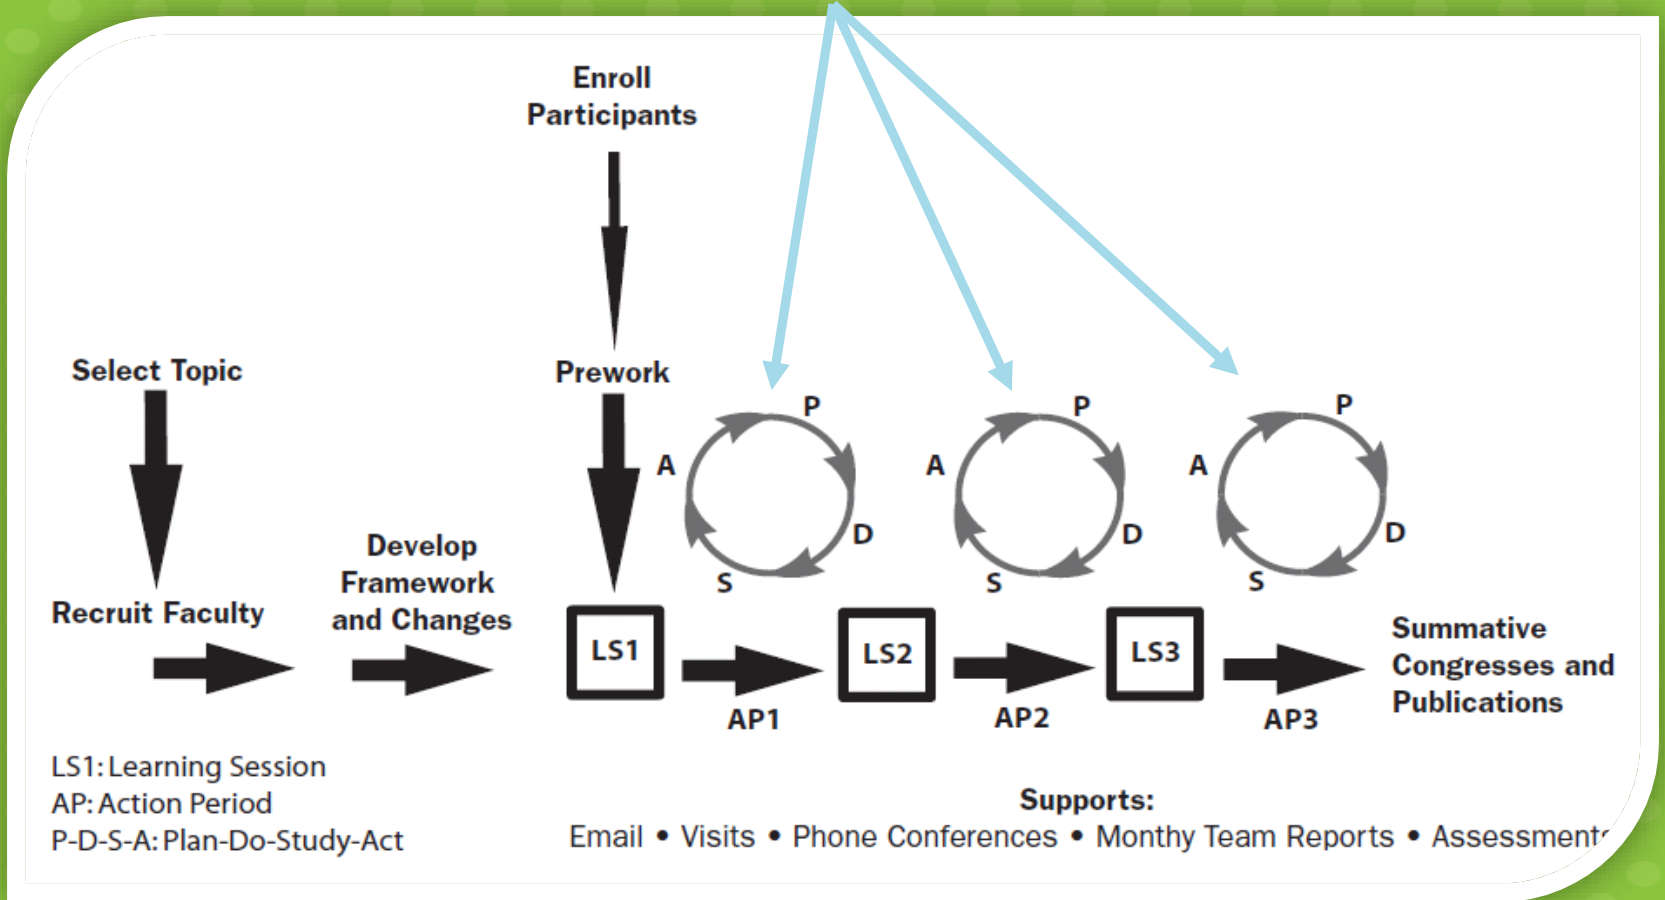 Enroll
Participants
Select Topic
Prework
P
A
D
S
P
A
D
S
P
A
D
S
Develop
Framework
and Changes
Recruit Faculty
LS1
LS2
LS3
AP1
AP2
AP3
Summative
Congresses and
Publications
LS1: Learning Session
AP: Action Period
P-D-S-A: Plan-Do-Study-Act
Supports:
Email • Visits • Phone Conferences • Monthy Team Reports • Assessments